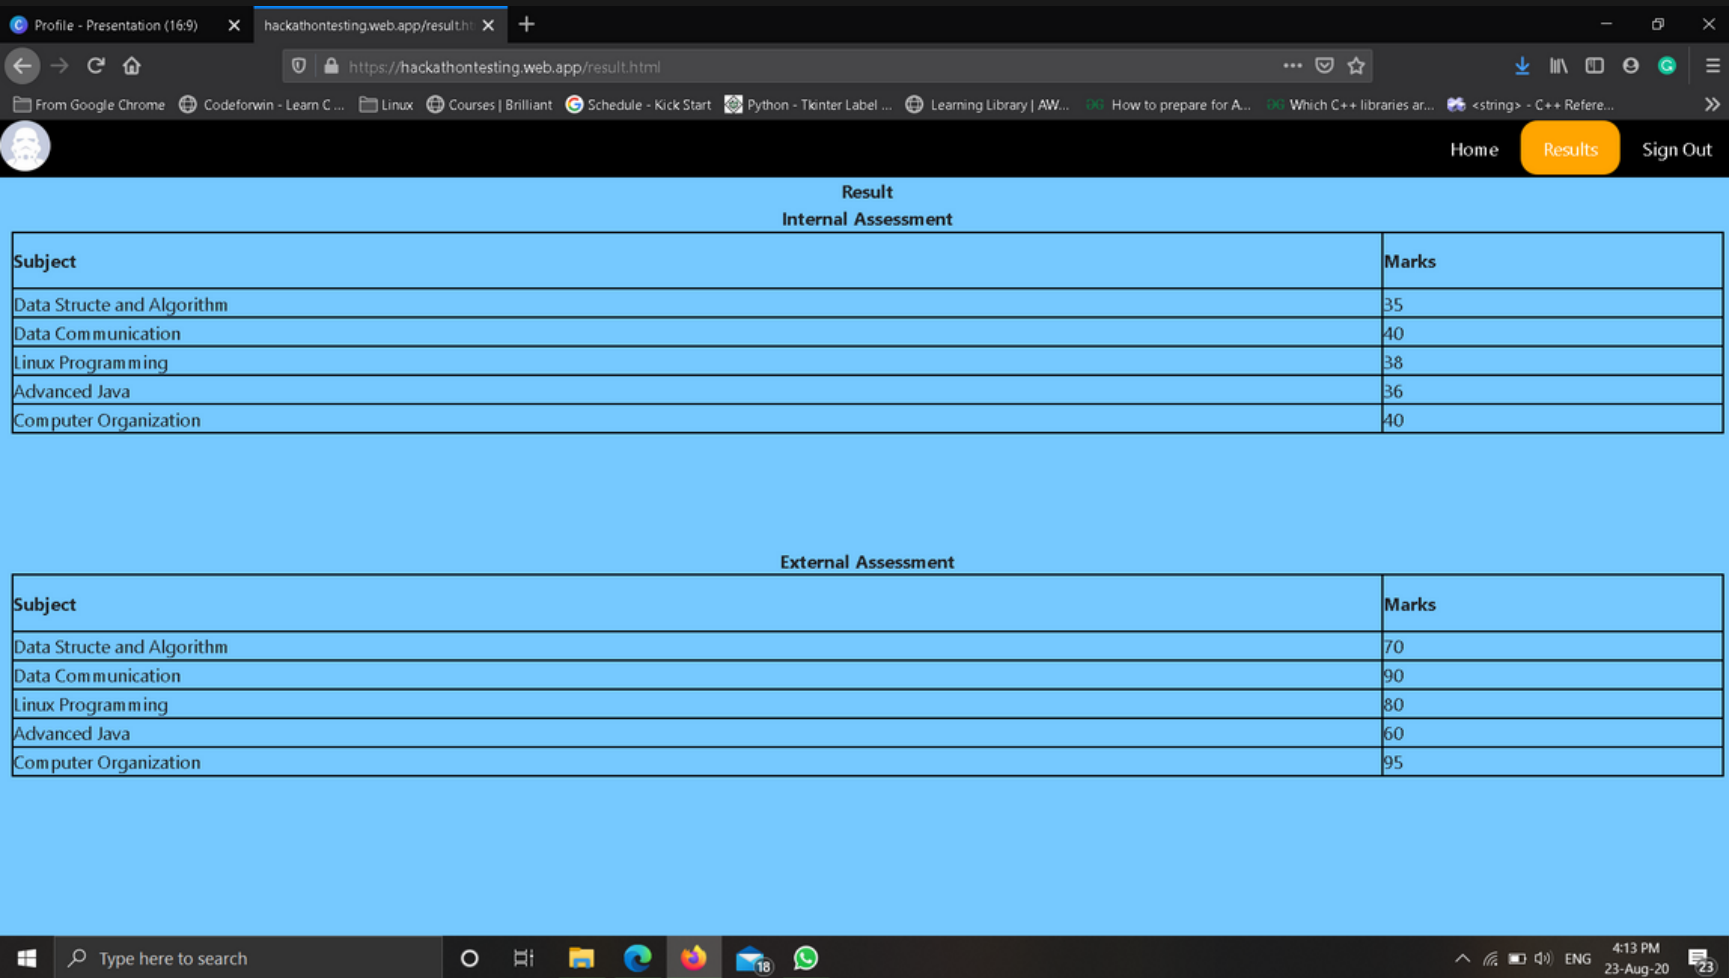 Profile - Presentation (16:9)
hackathontesting.web.app/result.ht
https://hackathontesting.web.app/result.html
From Google Chrome Codeforwin - Learn C ... Linux Courses | Brilliant Schedule - Kick Start Python - Tkinter Label ... Learning Library | AW... How to prepare for A... Which C++ libraries ar... <string> - C++ Refere...
Home Results Sign Out
Result
Internal Assessment
Subject Marks
Data Structe and Algorithm 35
Data Communication 40
Linux Programming 38
Advanced Java 36
Computer Organization 40
External Assessment
Subject Marks
Data Structe and Algorithm 70
Data Communication 90
Linux Programming 80
Advanced Java 60
Computer Organization 95
Type here to search
18
ENG
4:13 PM
23-Aug-20
23